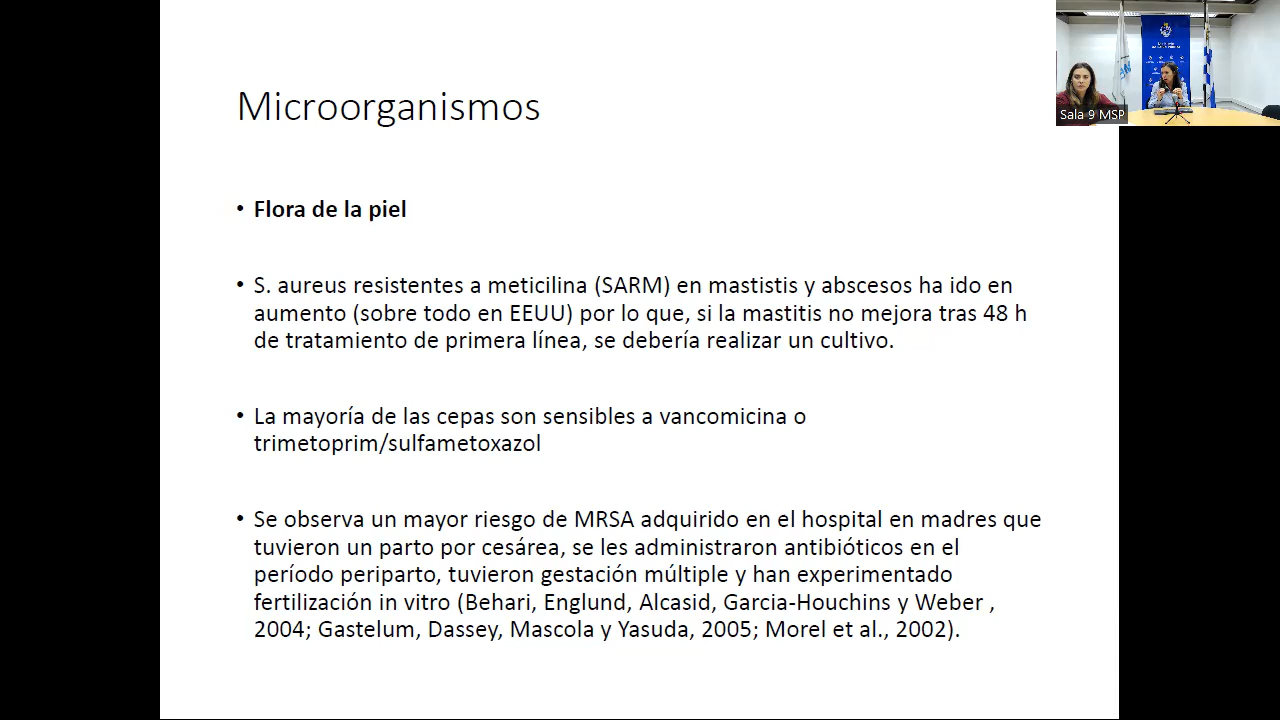 Microorganismos
• Flora de la piel
• S. aureus resistentes a meticilina (SARM) en mastistis y abscesos ha ido en
aumento (sobre todo en EEUU) por lo que, si la mastitis no mejora tras 48 h
de tratamiento de primera línea, se debería realizar un cultivo.
• La mayoría de las cepas son sensibles a vancomicina o
trimetoprim/sulfametoxazol
• Se observa un mayor riesgo de MRSA adquirido en el hospital en madres que
tuvieron un parto por cesárea, se les administraron antibióticos en el
período periparto, tuvieron gestación múltiple y han experimentado
fertilización in vitro (Behari, Englund, Alcasid, Garcia-Houchins y Weber ,
2004; Gastelum, Dassey, Mascola y Yasuda, 2005; Morel et al., 2002).
Sala 9 MSP